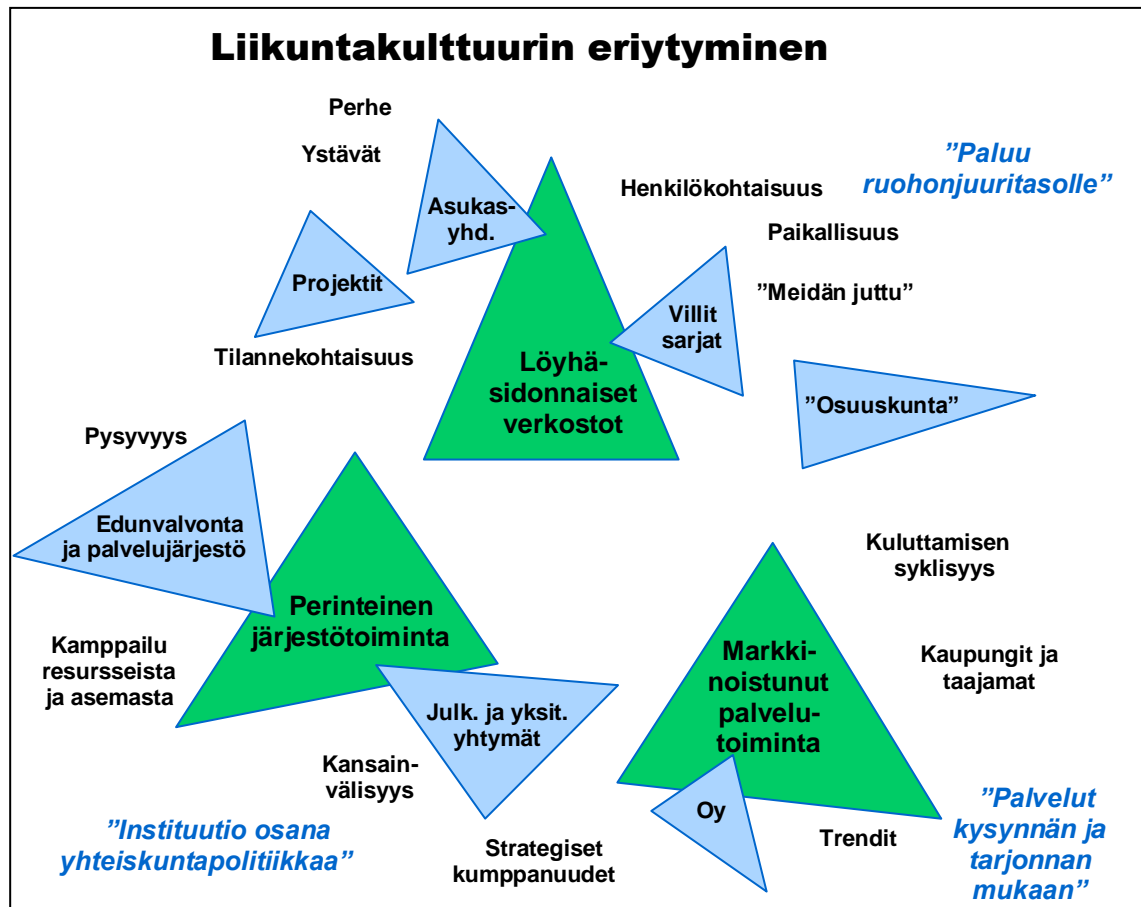 Liikuntakulttuurin eriytyminen
Perhe
Ystävät
Asukas-
yhd.
Henkilökohtaisuus
”Paluu
ruohonjuuritasolle”
Paikallisuus
Projektit
”Meidän juttu”
Villit
sarjat
Tilannekohtaisuus
Löyhä-
sidonnaiset
verkostot
”Osuuskunta”
Pysyvyys
Edunvalvonta
ja palvelujärjestö
Kuluttamisen
syklisyys
Perinteinen
järjestötoiminta
Kamppailu
resursseista
ja asemasta
Markki-
noistunut
palvelu-
toiminta
Kaupungit ja
taajamat
Julk. ja yksit.
yhtymät
Kansain-
välisyys
Oy
”Instituutio osana
yhteiskuntapolitiikkaa”
Strategiset
kumppanuudet
Trendit
”Palvelut
kysynnän ja
tarjonnan
mukaan”